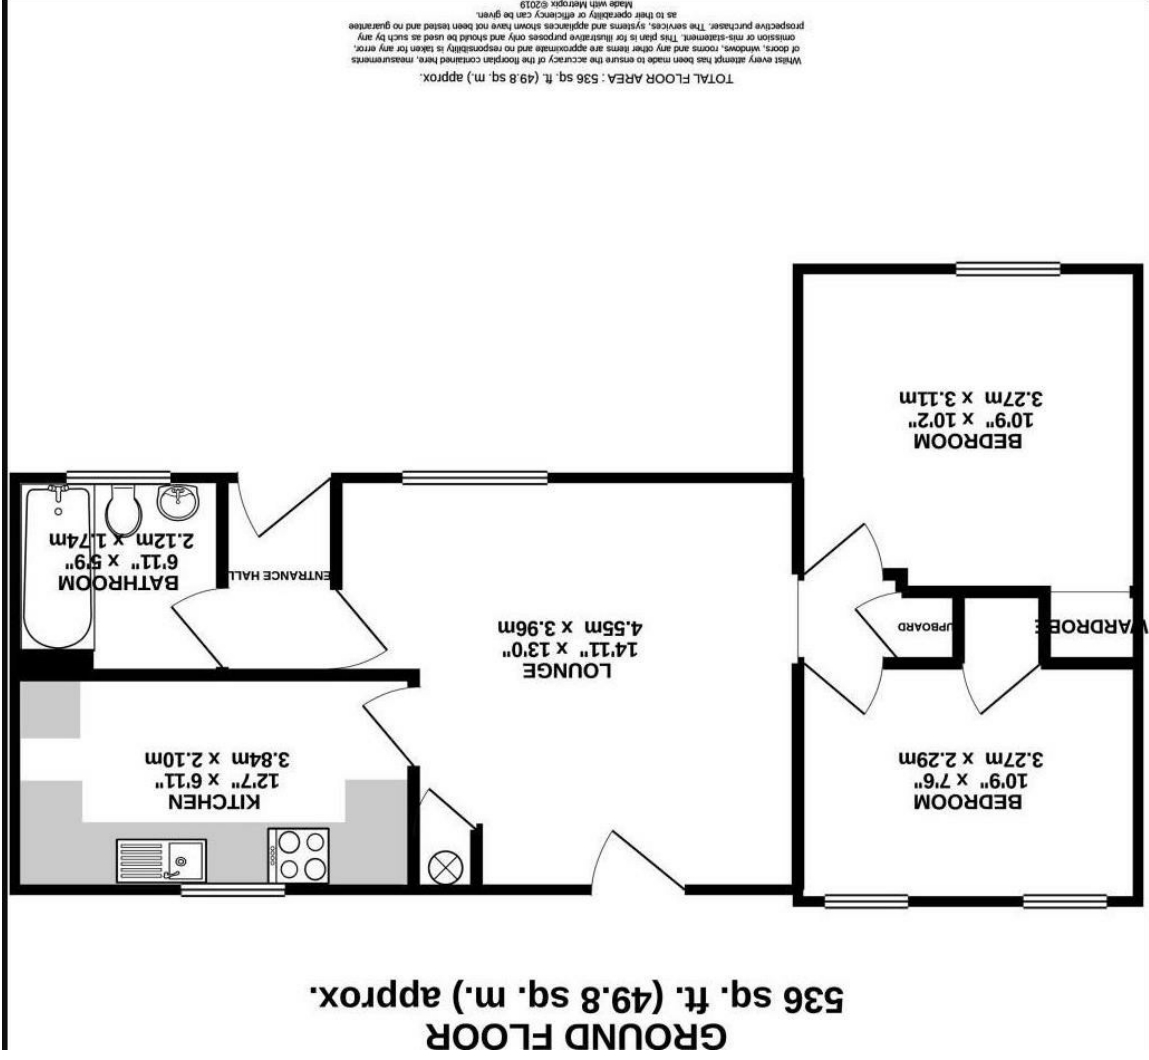 GROUND FLOOR
536 sq. ft. (49.8 sq. m.) approx.
BEDROOM
10'9" x 7'6"
3.27m x 2.29m
KITCHEN
12'7" x 6'11"
3.84m x 2.10m
LOUNGE
14'11" x 13'0"
4.55m x 3.96m
WARDROBE
UPBOARD
BATHROOM
6'11" x 5'9"
2.12m x 1.74m
ENTRANCE HALL
BEDROOM
10'9" x 10'2"
3.27m x 3.11m
TOTAL FLOOR AREA : 536 sq. ft. (49.8 sq. m.) approx.
Whilst every attempt has been made to ensure the accuracy of the floorplan contained here, measurements
of doors, windows, rooms and any other items are approximate and no responsibility is taken for any error,
omission or mis-statement. This plan is for illustrative purposes only and should be used as such by any
prospective purchaser. The services, systems and appliances shown have not been tested and no guarantee
as to their operability or efficiency can be given.
Made with Metropix ©2019